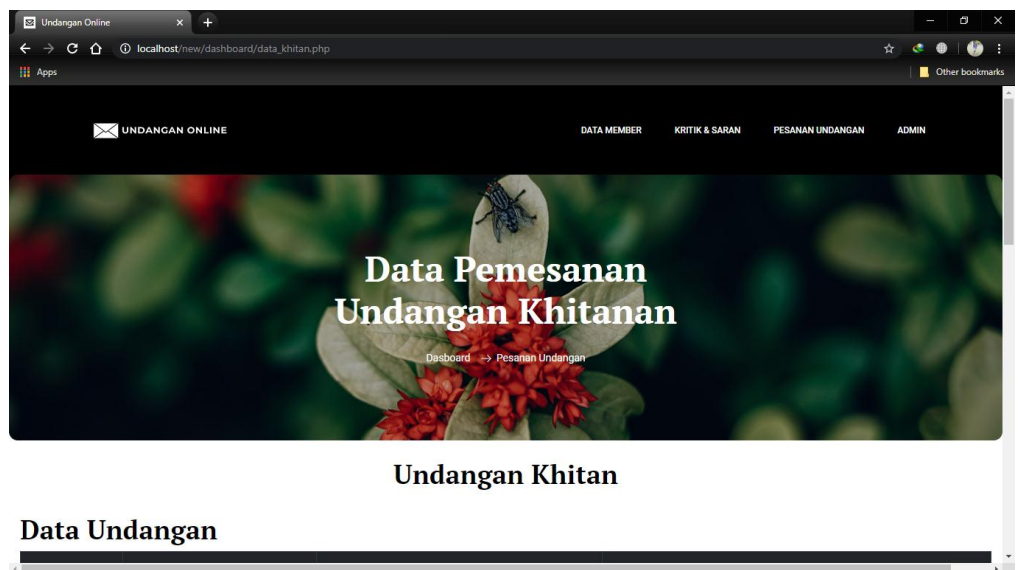 Undangan Online
localhost/new/dashboard/data_khitan.php
Apps
Other bookmarks
UNDANGAN ONLINE
DATA MEMBER
KRITIK & SARAN
PESANAN UNDANGAN
ADMIN
Data Pemesanan
Undangan Khitanan
Dasboard → Pesanan Undangan
Undangan Khitan
Data Undangan